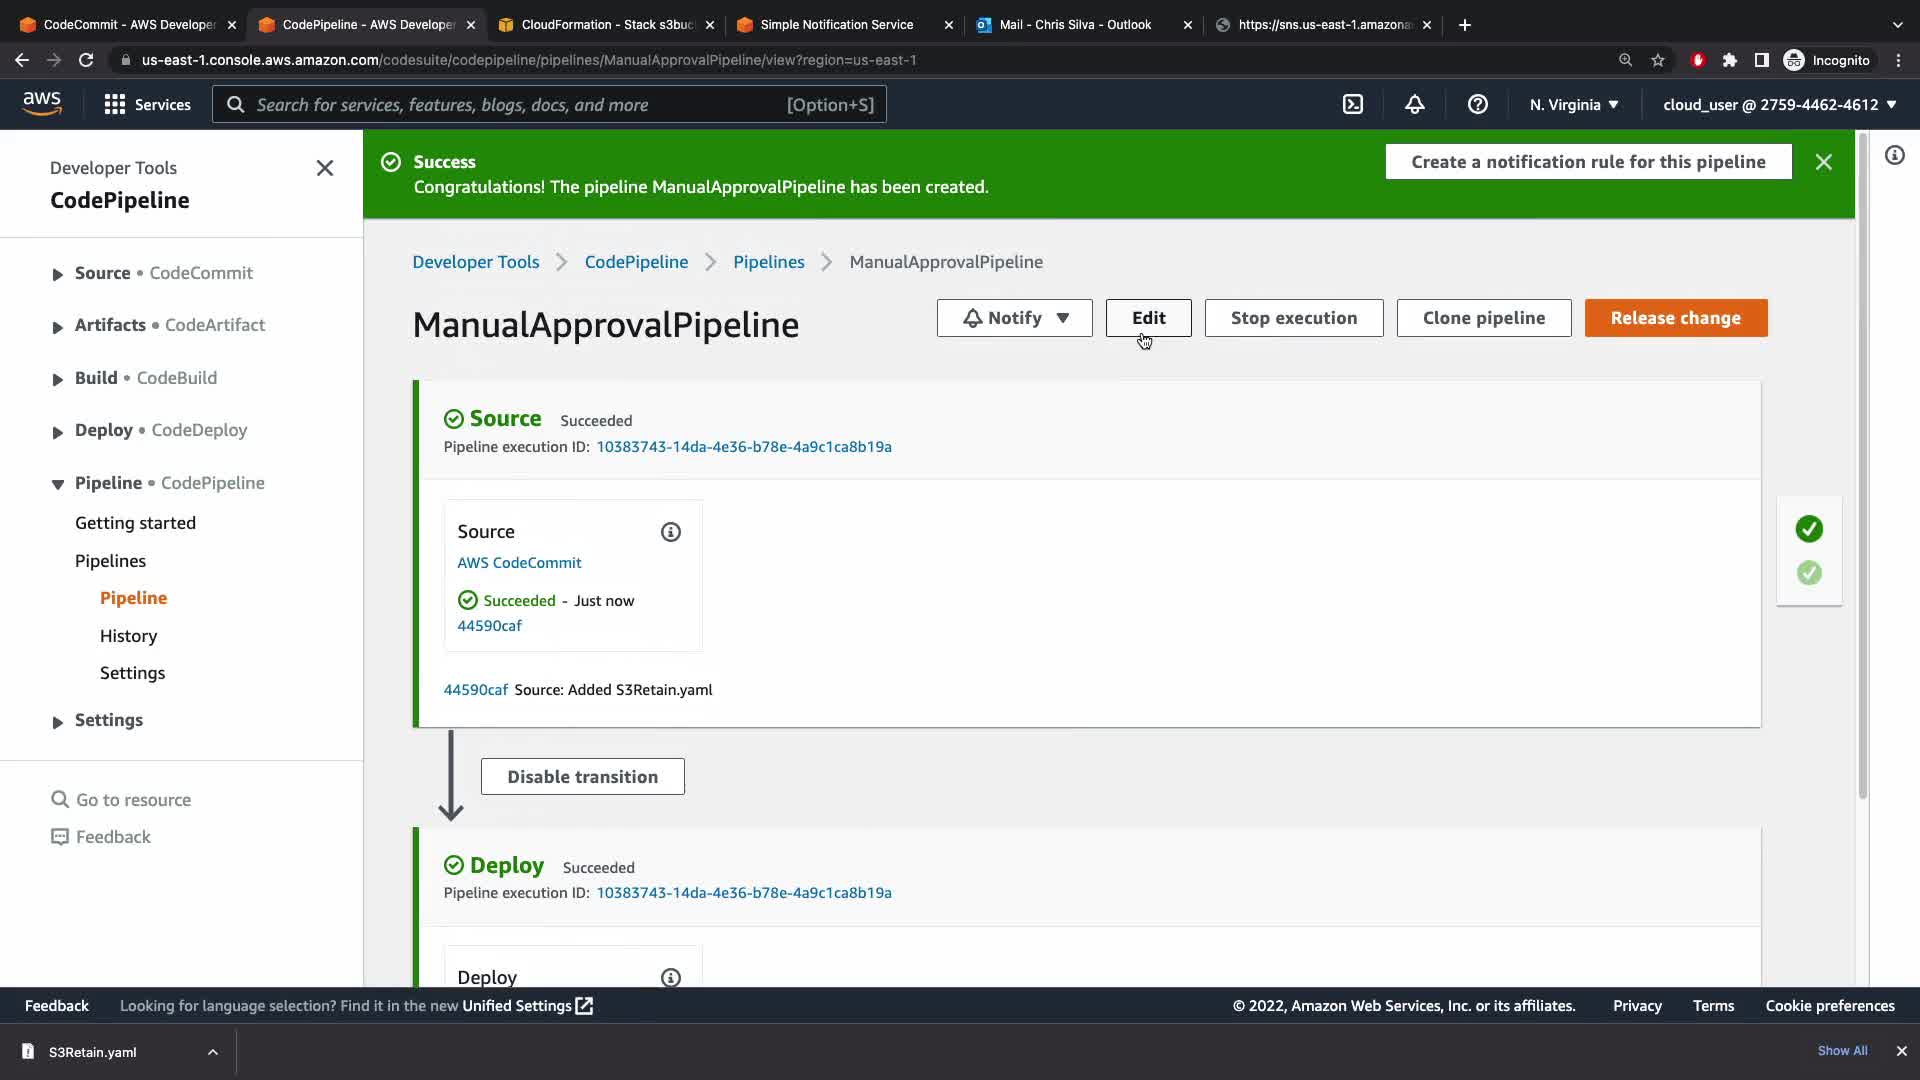 CodeCommit - AWS Developer
CodePipeline - AWS Developer
CloudFormation - Stack s3buc
Simple Notification Service
Mail - Chris Silva - Outlook
https://sns.us-east-1.amazona
us-east-1.console.aws.amazon.com/codesuite/codepipeline/pipelines/ManualApprovalPipeline/view?region=us-east-1
Incognito
aws
Services
Search for services, features, blogs, docs, and more
[Option+S]
N. Virginia
cloud_user @ 2759-4462-4612
Developer Tools
CodePipeline
Source • CodeCommit
Artifacts • CodeArtifact
Build • CodeBuild
Deploy • CodeDeploy
Pipeline • CodePipeline
Getting started
Pipelines
Pipeline
History
Settings
Settings
Go to resource
Feedback
Success
Congratulations! The pipeline ManualApprovalPipeline has been created.
Create a notification rule for this pipeline
Developer Tools
CodePipeline
Pipelines
ManualApprovalPipeline
ManualApprovalPipeline
Notify
Edit
Stop execution
Clone pipeline
Release change
Source Succeeded
Pipeline execution ID: 10383743-14da-4e36-b78e-4a9c1ca8b19a
Source
AWS CodeCommit
Succeeded - Just now
44590caf
44590caf Source: Added S3Retain.yaml
Disable transition
Deploy Succeeded
Pipeline execution ID: 10383743-14da-4e36-b78e-4a9c1ca8b19a
Deploy
Feedback
Looking for language selection? Find it in the new Unified Settings
© 2022, Amazon Web Services, Inc. or its affiliates.
Privacy
Terms
Cookie preferences
S3Retain.yaml
Show All